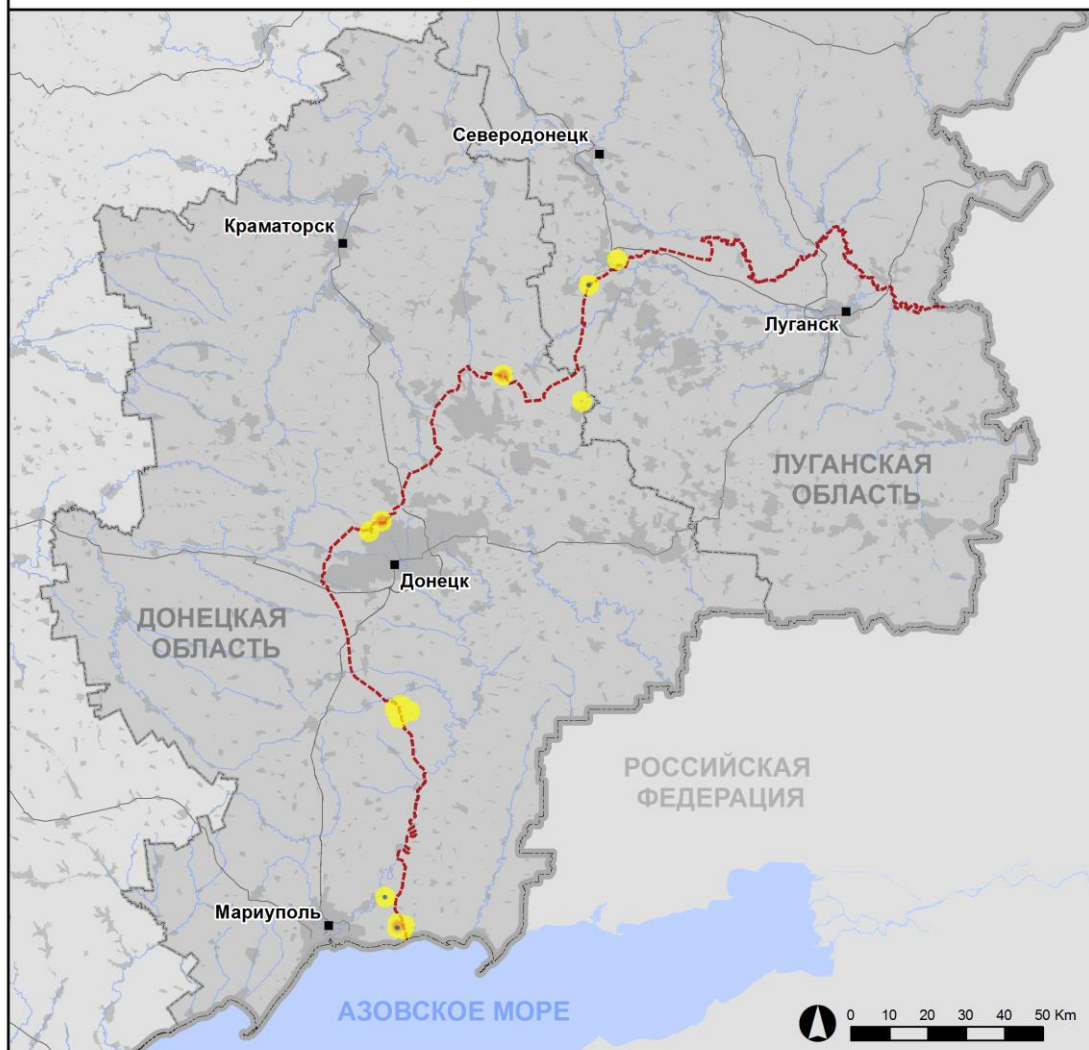 Северодонецк
Краматорск
Луганск
ЛУГАНСКАЯ
ОБЛАСТЬ
Донецк
ДОНЕЦКАЯ
ОБЛАСТЬ
РОССИЙСКАЯ
ФЕДЕРАЦИЯ
Мариуполь
АЗОВСКОЕ МОРЕ
0 10 20 30 40 50 Km